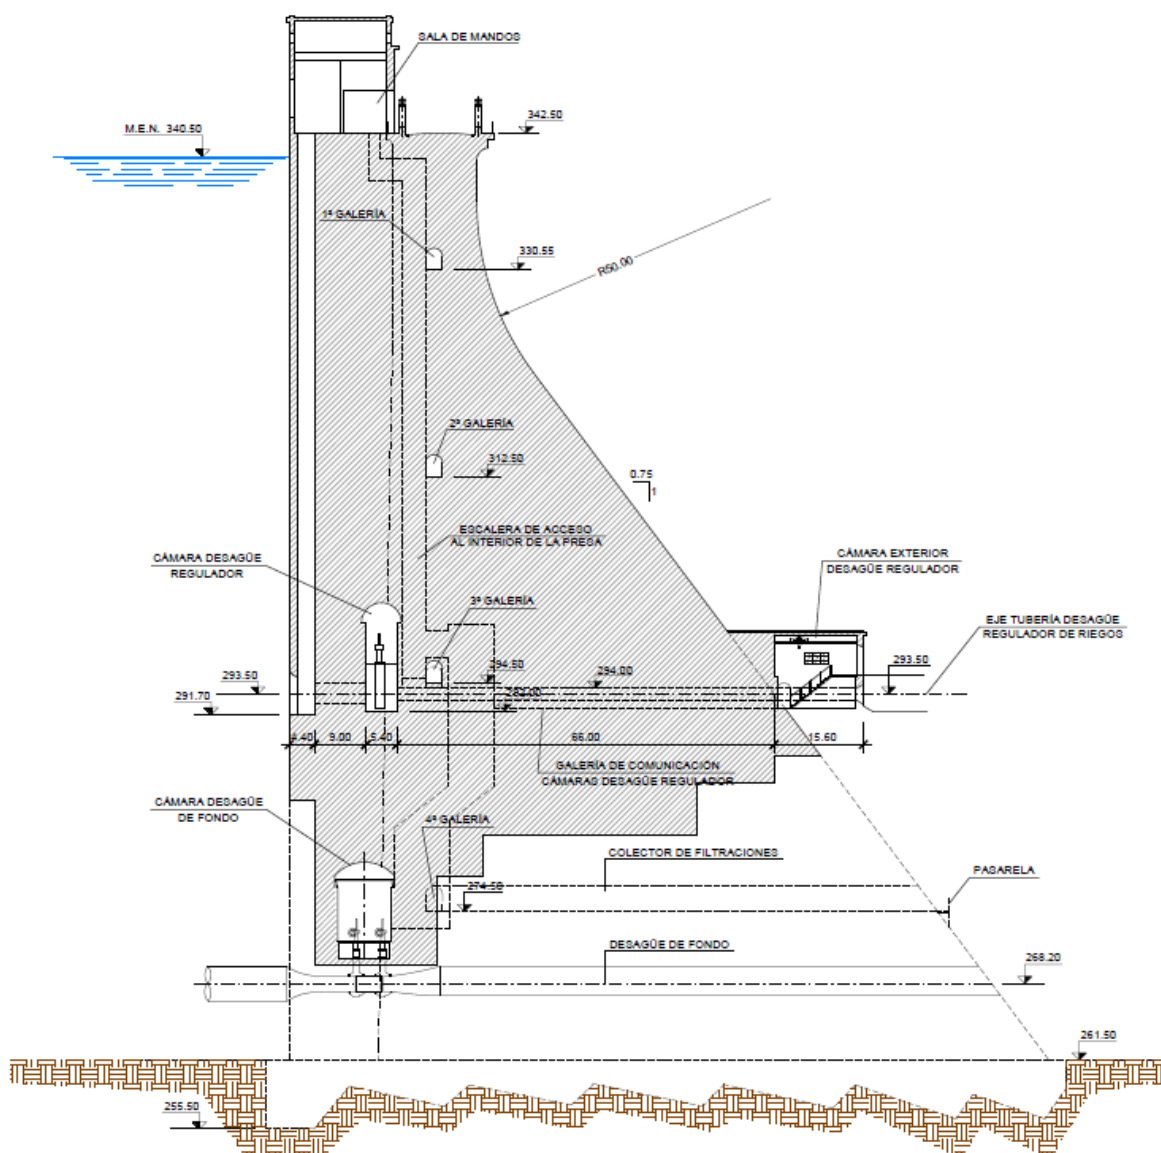 SALA DE MANDOS
342.50
M.E.N. 340.50
1ª GALERÍA
330.55
R50.00
2ª GALERÍA
312.50
0.75
1
ESCALERA DE ACCESO
AL INTERIOR DE LA PRESA
CÁMARA DESAGÜE
REGULADOR
CÁMARA EXTERIOR
DESAGÜE REGULADOR
3ª GALERÍA
EJE TUBERÍA DESAGÜE
REGULADOR DE RIEGOS
293.50
294.50
294.00
293.50
291.70
292.00
4.40
9.00
5.40
66.00
15.60
GALERÍA DE COMUNICACIÓN
CÁMARAS DESAGÜE REGULADOR
CÁMARA DESAGÜE
DE FONDO
4ª GALERÍA
COLECTOR DE FILTRACIONES
274.50
PASARELA
DESAGÜE DE FONDO
268.20
261.50
255.50